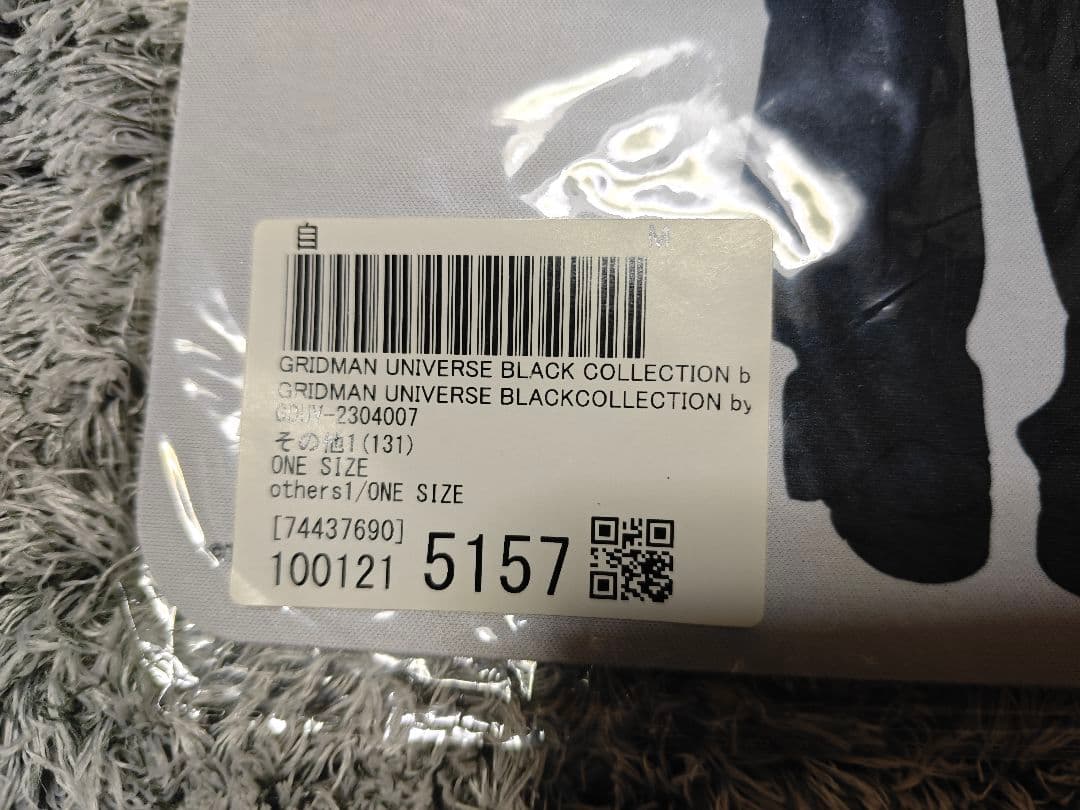 自 M
GRIDMAN UNIVERSE BLACK COLLECTION b
GRIDMAN UNIVERSE BLACKCOLLECTION by
GDUV-2304007
その他1(131)
ONE SIZE
others1/ONE SIZE
[74437690]
100121 5157